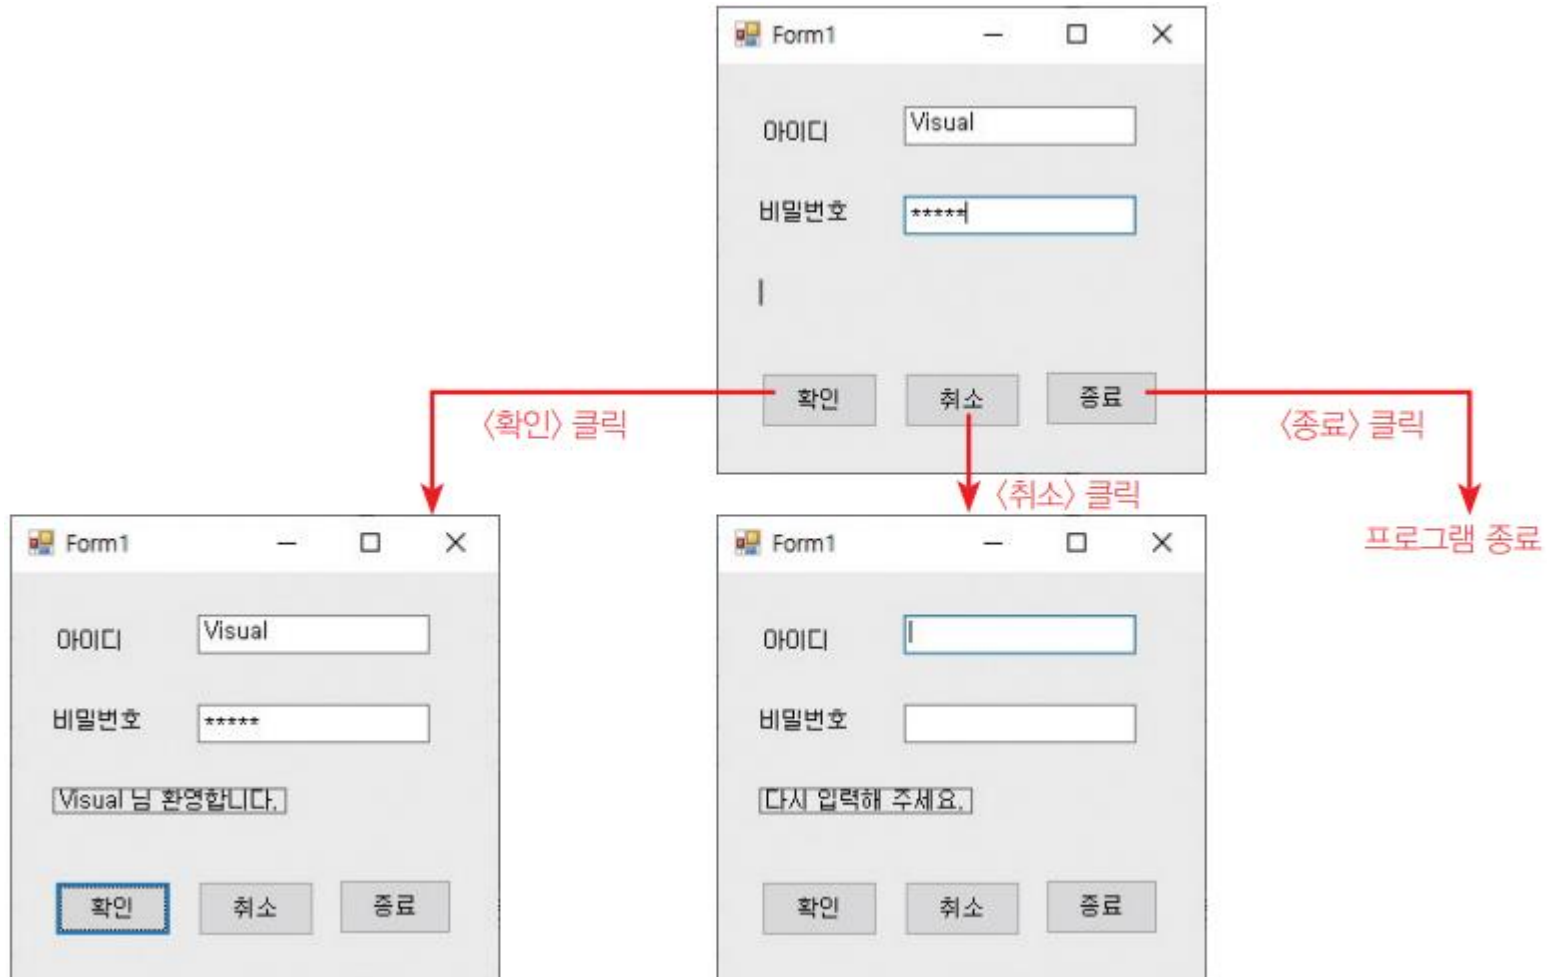 Form1
아이디
Visual
비밀번호
*****
확인
취소
종료
〈확인〉 클릭
〈취소〉 클릭
〈종료〉 클릭
프로그램 종료
Form1
아이디
Visual
비밀번호
*****
Visual 님 환영합니다.
확인
취소
종료
Form1
아이디
비밀번호
다시 입력해 주세요.
확인
취소
종료